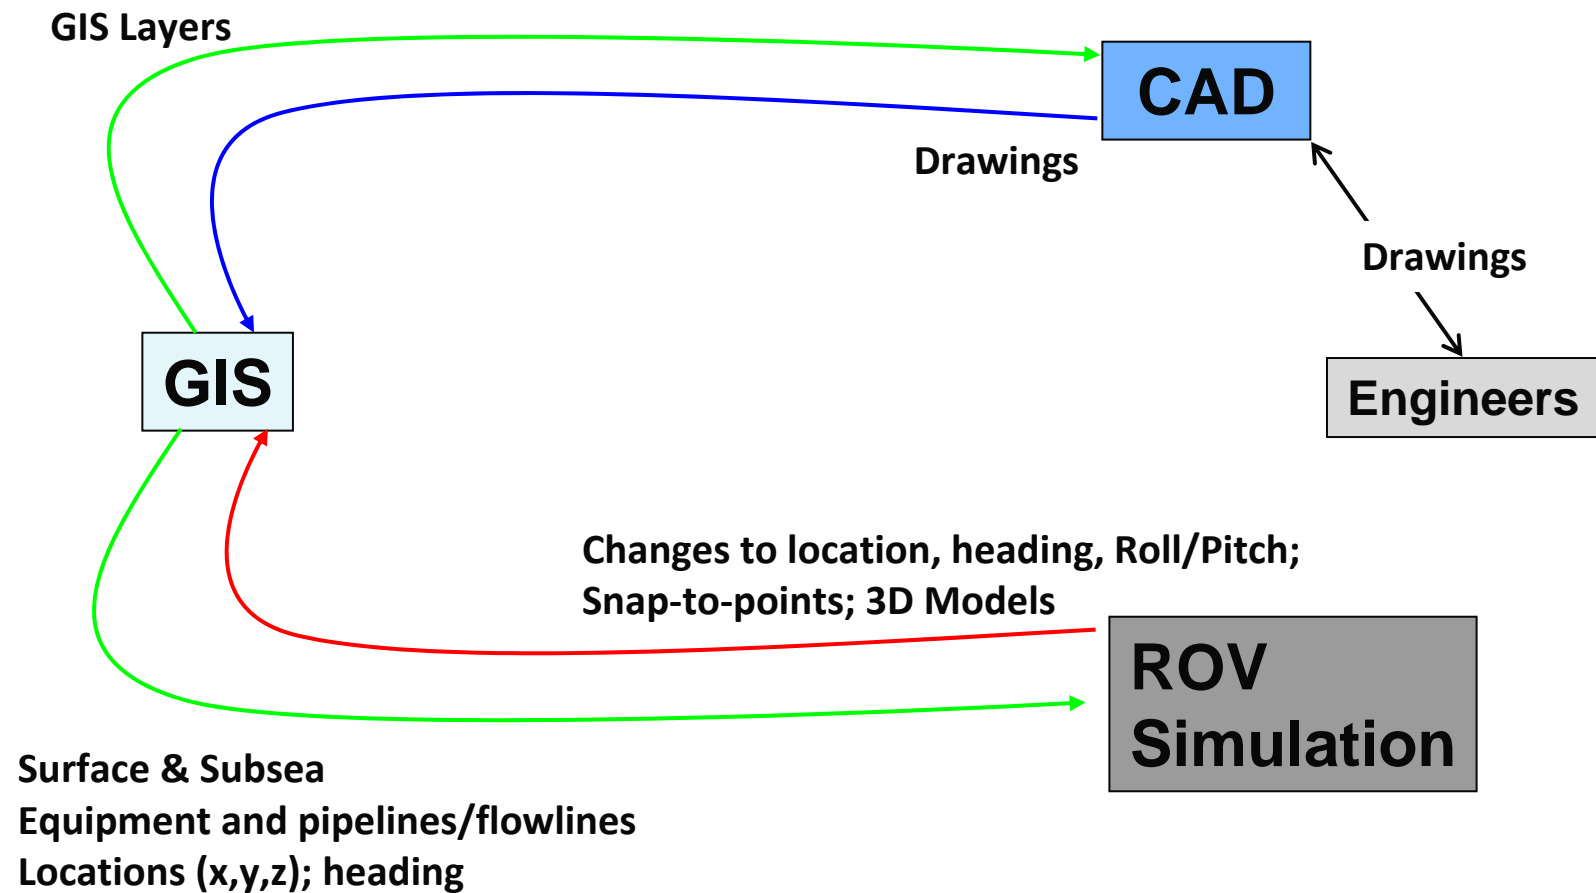 GIS Layers
CAD
Drawings
Drawings
GIS
Engineers
Changes to location, heading, Roll/Pitch;
Snap-to-points; 3D Models
ROV
Simulation
Surface & Subsea
Equipment and pipelines/flowlines
Locations (x,y,z); heading